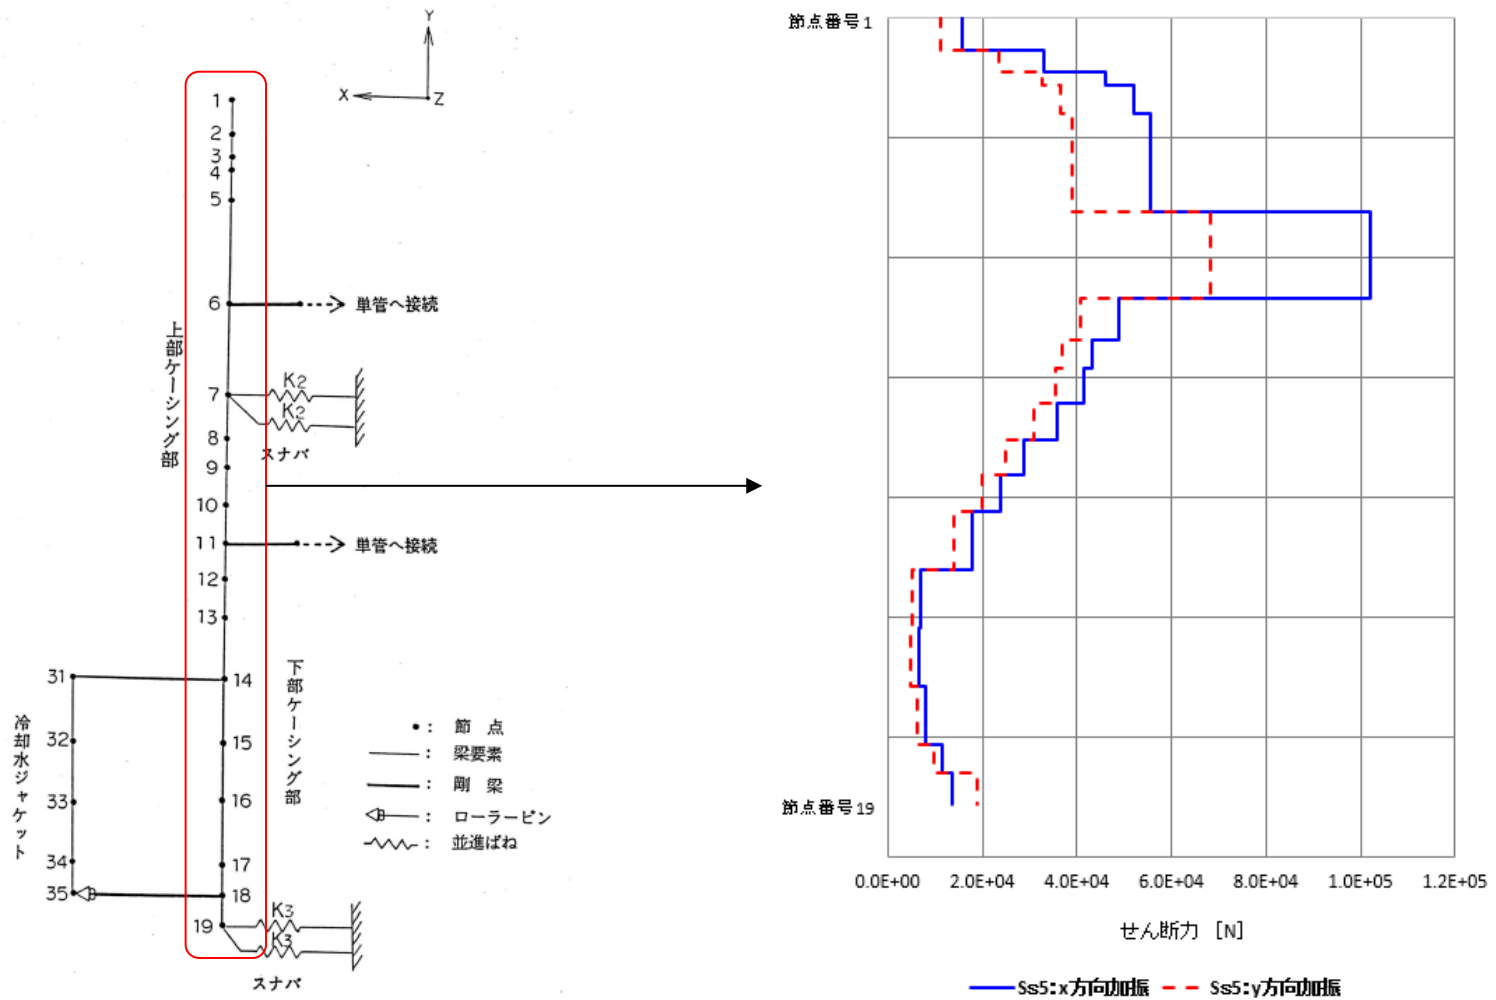 Y
X
Z
1
2
3
4
5
6
単管へ接続
上部ケーシング部
7
K2
K2
スナバ
8
9
10
11
単管へ接続
12
13
31
14
下部ケーシング部
冷却水ジャケット
32
15
33
16
34
17
35
18
19
K3
K3
スナバ
●： 節 点
： 梁要素
： 剛 梁
： ローラーピン
： 並進ばね
節点番号1
節点番号19
0.0E+00 2.0E+04 4.0E+04 6.0E+04 8.0E+04 1.0E+05 1.2E+05
せん断力 [N]
Ss5:x方向加振 Ss5:y方向加振